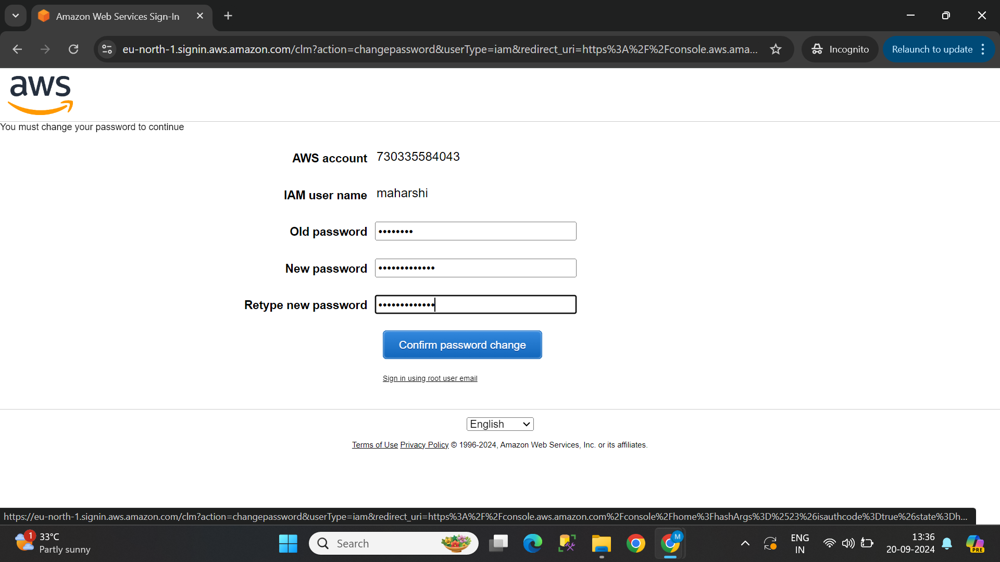 Amazon Web Services Sign-In
eu-north-1.signin.aws.amazon.com/clm?action=changepassword&userType=iam&redirect_uri=https%3A%2F%2Fconsole.aws.ama...
Incognito
Relaunch to update
aws
You must change your password to continue
AWS account 730335584043
IAM user name maharshi
Old password ••••••••
New password •••••••••••••
Retype new password •••••••••••••
Confirm password change
Sign in using root user email
English
Terms of Use Privacy Policy © 1996-2024, Amazon Web Services, Inc. or its affiliates.
https://eu-north-1.signin.aws.amazon.com/clm?action=changepassword&userType=iam&redirect_uri=https%3A%2F%2Fconsole.aws.amazon.com%2Fconsole%2Fhome%3FhashArgs%3D%2523%26isauthcode%3Dtrue%26state%3Dh...
1
33°C
Partly sunny
Search
M
ENG
IN
13:36
20-09-2024
PRE